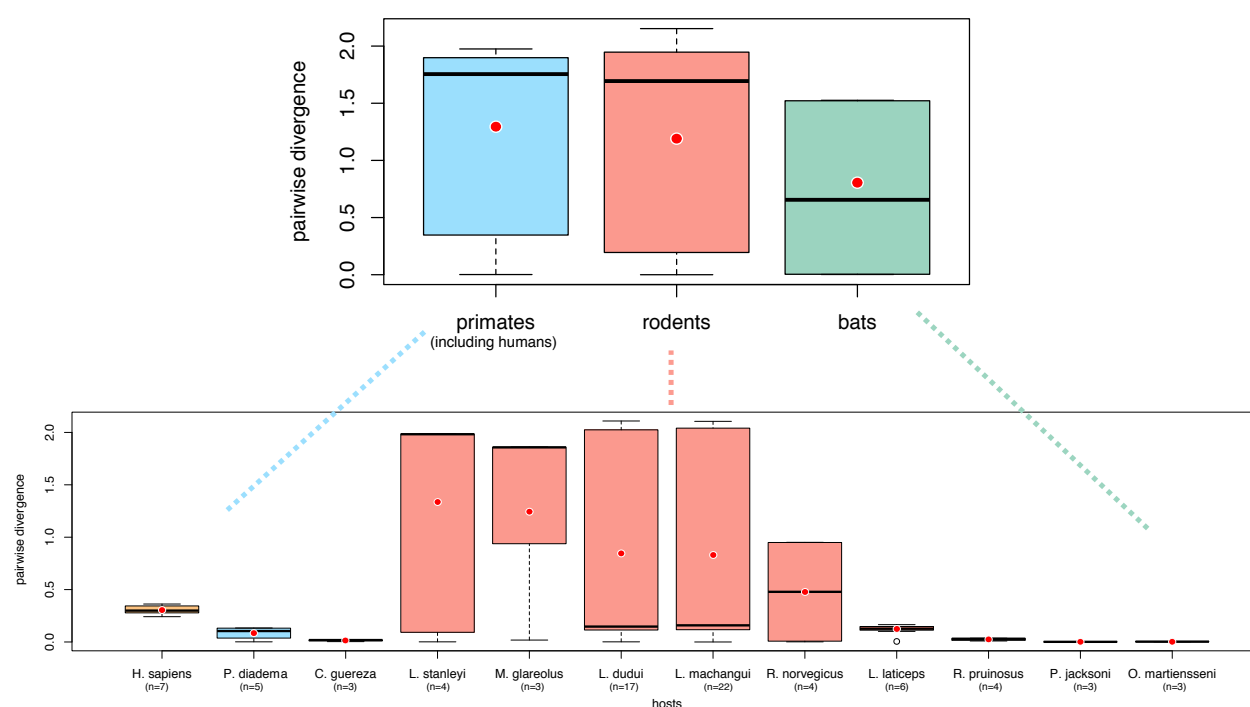 pairwise divergence
2.0
1.5
1.0
0.5
0.0
primates
(including humans)
rodents
bats
pairwise divergence
2.0
1.5
1.0
0.5
0.0
H. sapiens
(n=7)
P. diadema
(n=5)
C. guereza
(n=3)
L. stanleyi
(n=4)
M. glareolus
(n=3)
L. dudui
(n=17)
L. machangui
(n=22)
R. norvegicus
(n=4)
L. laticeps
(n=6)
R. pruinosus
(n=4)
P. jacksoni
(n=3)
O. martiensseni
(n=3)
hosts